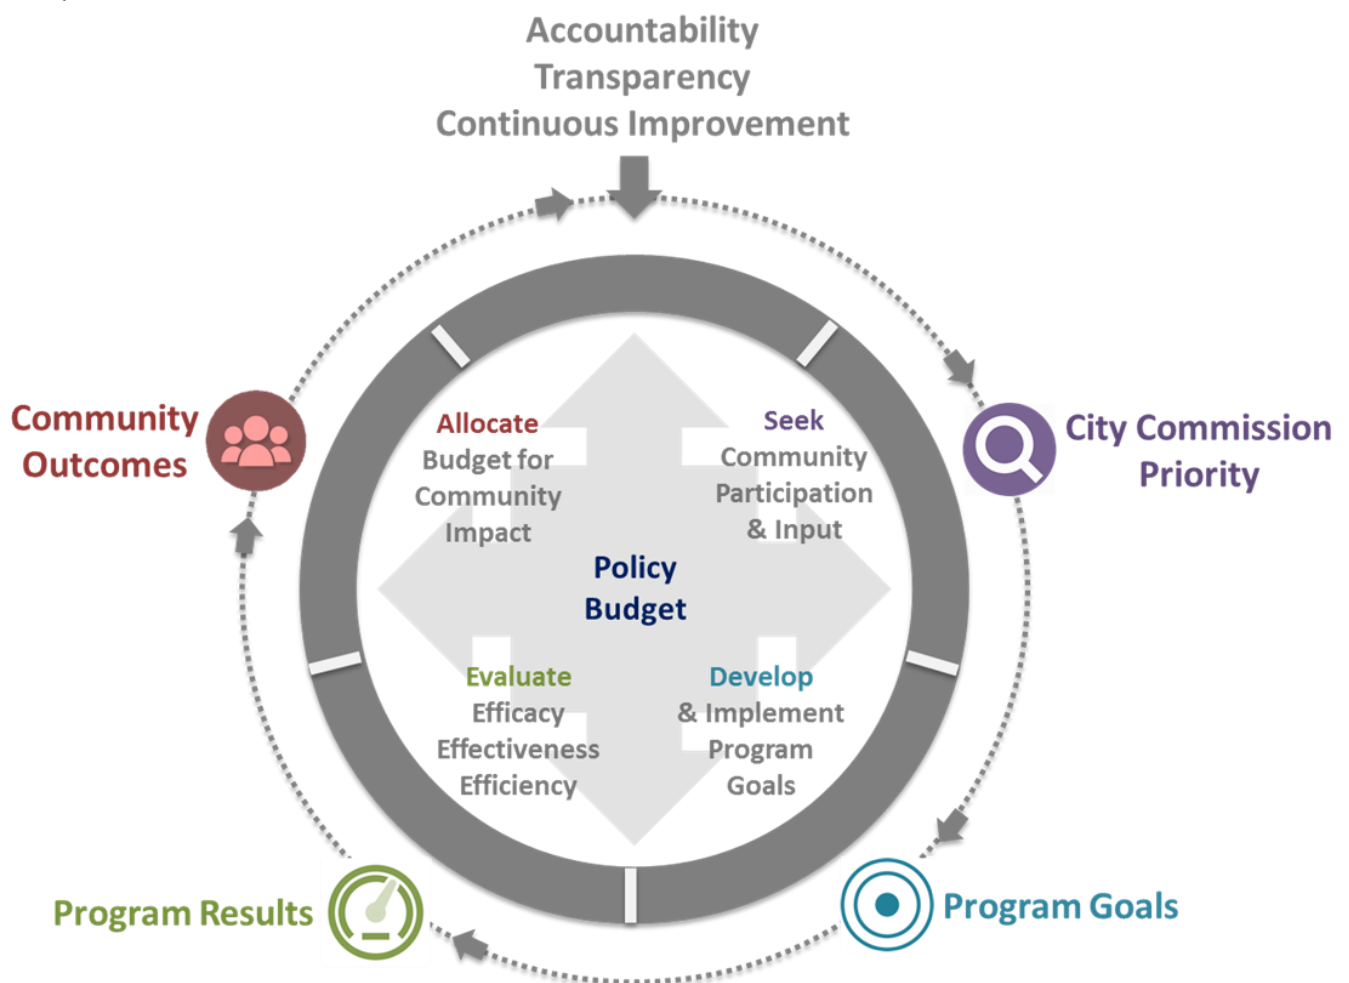 Accountability
Transparency
Continuous Improvement
Community
Outcomes
City Commission
Priority
Allocate
Budget for
Community
Impact
Seek
Community
Participation
& Input
Policy
Budget
Evaluate
Efficacy
Effectiveness
Efficiency
Develop
& Implement
Program
Goals
Program Results
Program Goals